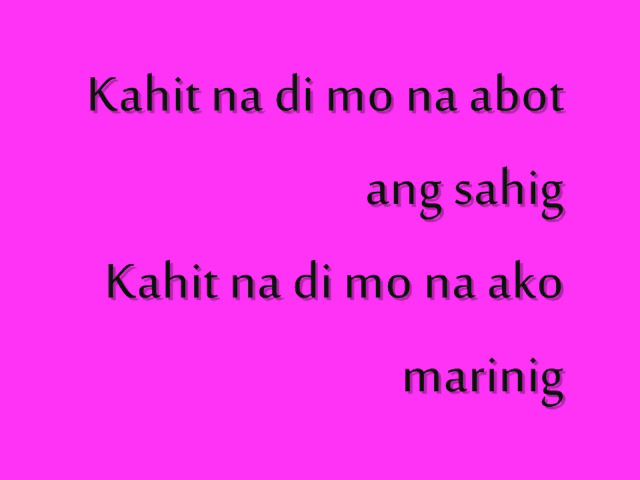 Kahit na di mo na abot
ang sahig
Kahit na di mo na ako
marinig